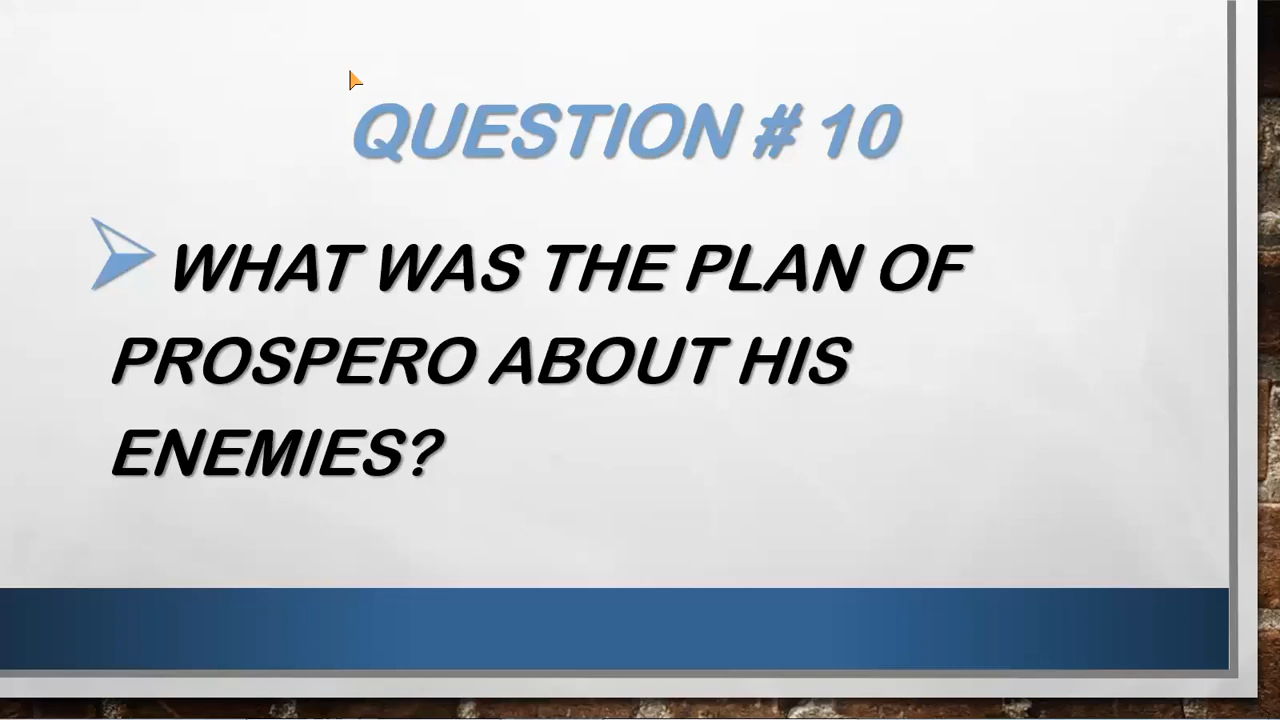 QUESTION # 10
WHAT WAS THE PLAN OF
PROSPERO ABOUT HIS
ENEMIES?